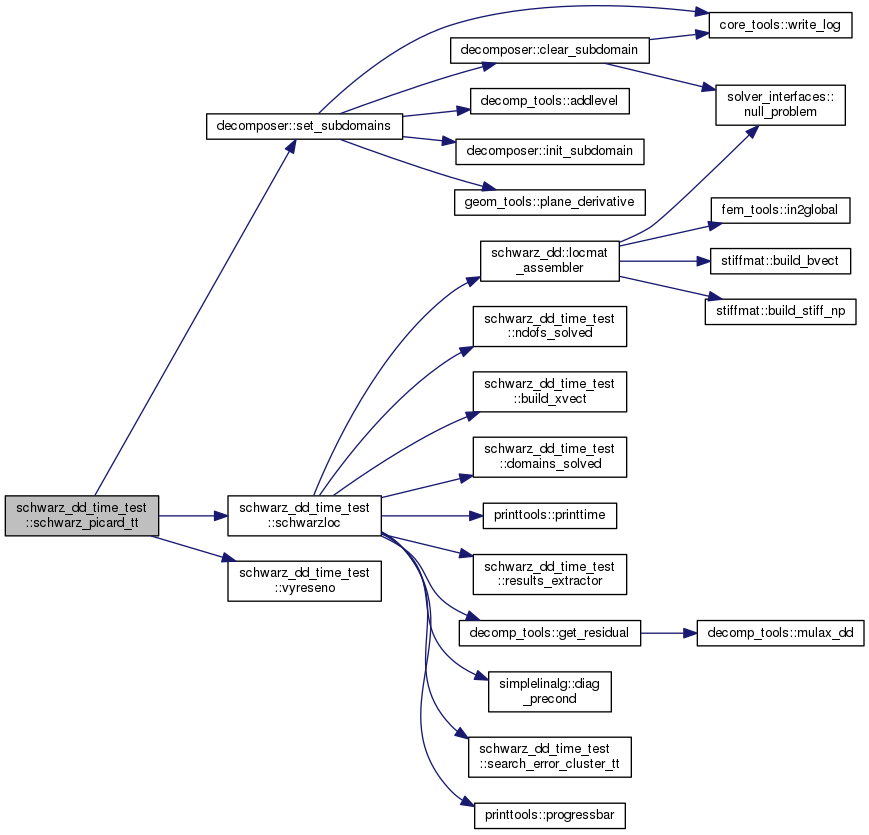 core_tools::write_log
decomposer::clear_subdomain
solver_interfaces::
null_problem
decomp_tools::addlevel
decomposer::set_subdomains
decomposer::init_subdomain
geom_tools::plane_derivative
fem_tools::in2global
schwarz_dd::locmat
_assembler
stiffmat::build_bvect
stiffmat::build_stiff_np
schwarz_dd_time_test
::ndofs_solved
schwarz_dd_time_test
::build_xvect
schwarz_dd_time_test
::domains_solved
schwarz_dd_time_test
::schwarz_picard_tt
schwarz_dd_time_test
::schwarzloc
printtools::printtime
schwarz_dd_time_test
::results_extractor
schwarz_dd_time_test
::vyreseno
decomp_tools::get_residual
decomp_tools::mulax_dd
simplelinalg::diag
_precond
schwarz_dd_time_test
::search_error_cluster_tt
printtools::progressbar